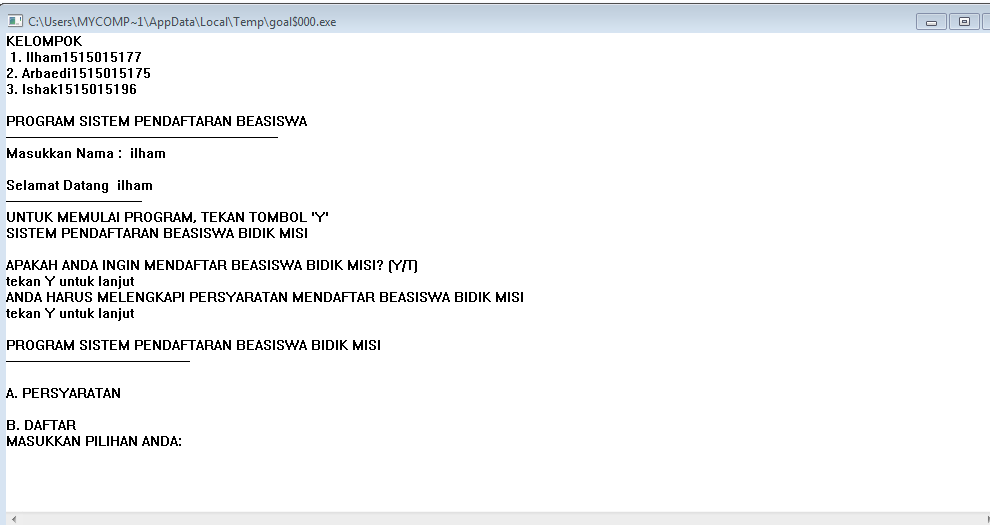 C:\Users\MYCOMP~1\AppData\Local\Temp\goal$000.exe
KELOMPOK
1. Ilham1515015177
2. Arbaedi1515015175
3. Ishak1515015196
PROGRAM SISTEM PENDAFTARAN BEASISWA
Masukkan Nama : ilham
Selamat Datang ilham
UNTUK MEMULAI PROGRAM, TEKAN TOMBOL 'Y'
SISTEM PENDAFTARAN BEASISWA BIDIK MISI
APAKAH ANDA INGIN MENDAFTAR BEASISWA BIDIK MISI? (Y/T)
tekan Y untuk lanjut
ANDA HARUS MELENGKAPI PERSYARATAN MENDAFTAR BEASISWA BIDIK MISI
tekan Y untuk lanjut
PROGRAM SISTEM PENDAFTARAN BEASISWA BIDIK MISI
A. PERSYARATAN
B. DAFTAR
MASUKKAN PILIHAN ANDA: